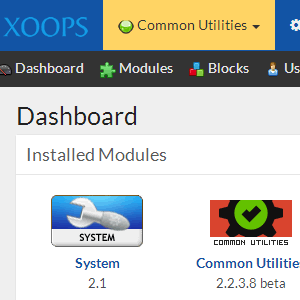 XOOPS Common Utilities
Dashboard Modules Blocks Us
Dashboard
Installed Modules
SYSTEM COMMON UTILITIES
System Common Utilities
2.1 2.2.3.8 beta